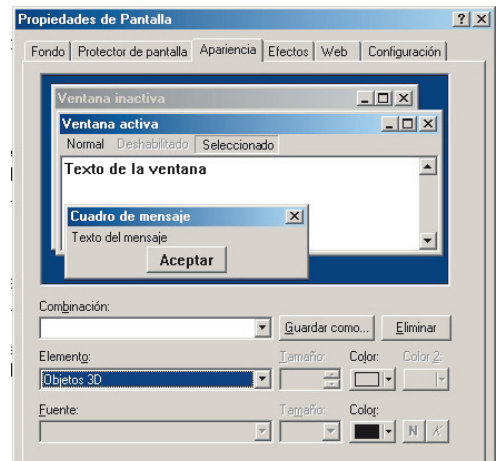 Propiedades de Pantalla
Fondo Protector de pantalla Apariencia Efectos Web Configuración
Ventana inactiva
Ventana activa
Normal Deshabilitado Seleccionado
Texto de la ventana
Cuadro de mensaje
Texto del mensaje
Aceptar
Combinación:
Guardar como... Eliminar
Elemento: Tamaño: Color: Color 2:
Objetos 3D
Fuente: Tamaño: Color:
N K